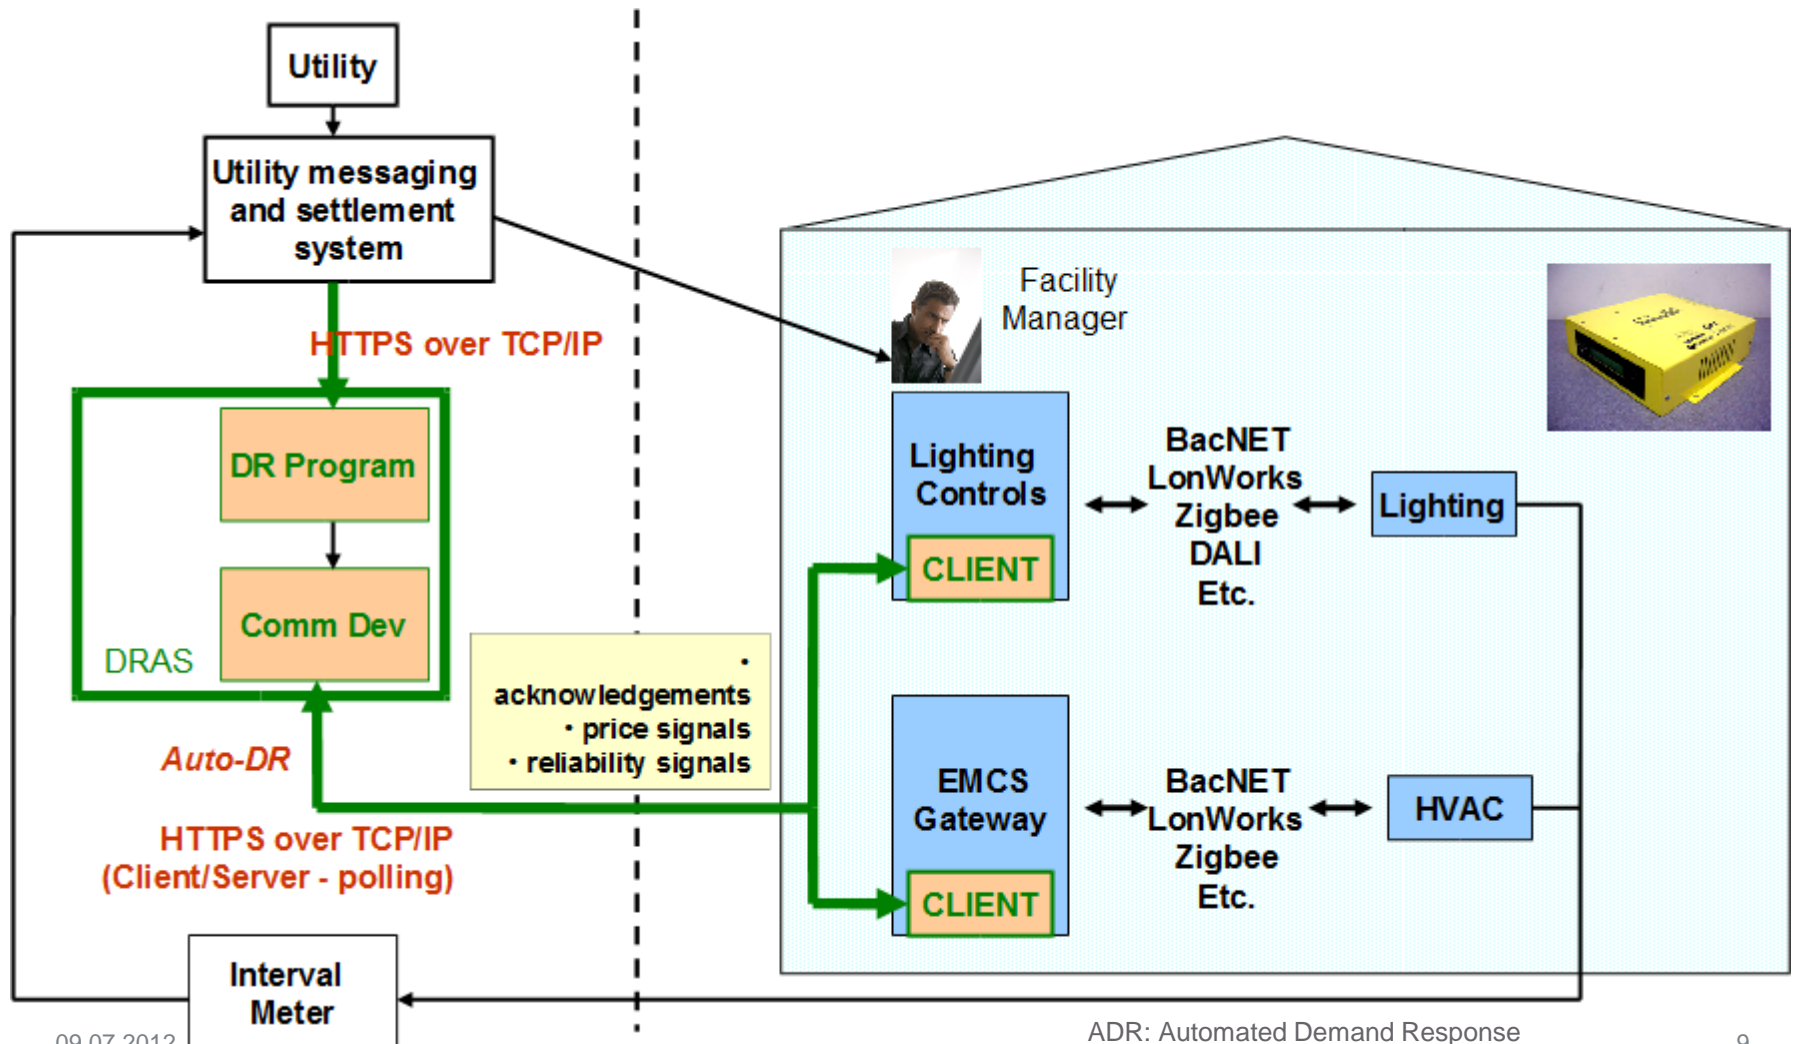 Utility
Utility messaging
and settlement
system
HTTPS over TCP/IP
DR Program
Comm Dev
DRAS
Auto-DR
HTTPS over TCP/IP
(Client/Server - polling)
•
acknowledgements
• price signals
• reliability signals
Interval
Meter
Facility
Manager
Lighting
Controls
CLIENT
BacNET
LonWorks
Zigbee
DALI
Etc.
Lighting
EMCS
Gateway
CLIENT
BacNET
LonWorks
Zigbee
Etc.
HVAC
09.07.2012
ADR: Automated Demand Response
9